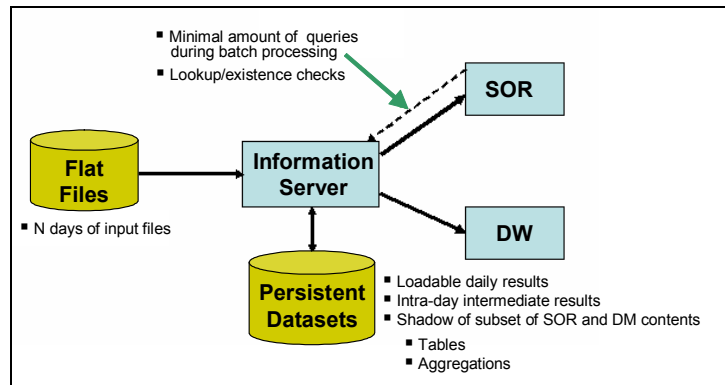 ▪ Minimal amount of queries
during batch processing
▪ Lookup/existence checks
SOR
Flat
Files
Information
Server
▪ N days of input files
DW
Persistent
Datasets
▪ Loadable daily results
▪ Intra-day intermediate results
▪ Shadow of subset of SOR and DM contents
▪ Tables
▪ Aggregations